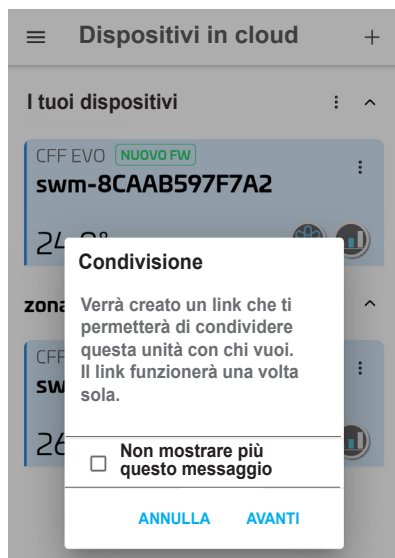 Dispositivi in cloud
I tuoi dispositivi
CFF EVO NUOVO FW
swm-8CAAB597F7A2
Condivisione
Verrà creato un link che ti
permetterà di condividere
questa unità con chi vuoi.
Il link funzionerà una volta
sola.
Non mostrare più
questo messaggio
ANNULLA AVANTI